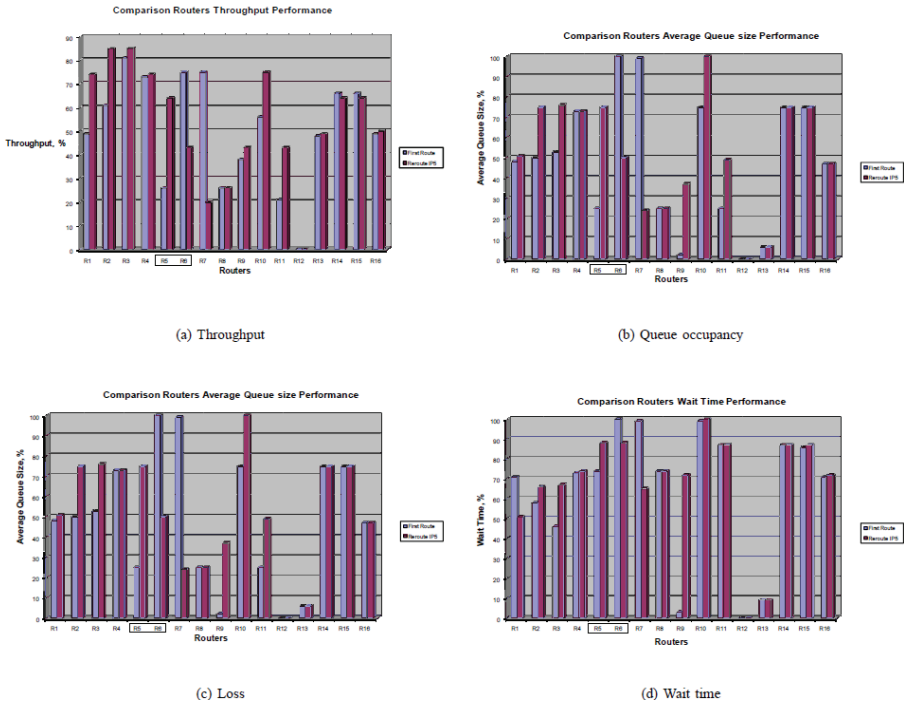 Comparison Routers Throughput Performance
90
80
70
60
50
40
30
20
10
0
Throughput, %
R1 R2 R3 R4 R5 R6 R7 R8 R9 R10 R11 R12 R13 R14 R15 R16
Routers
First Route
Reroute IP5
(a) Throughput
Comparison Routers Average Queue size Performance
100
90
80
70
60
50
40
30
20
10
0
Average Queue Size, %
R1 R2 R3 R4 R5 R6 R7 R8 R9 R10 R11 R12 R13 R14 R15 R16
Routers
First Route
Reroute IP5
(b) Queue occupancy
Comparison Routers Average Queue size Performance
100
90
80
70
60
50
40
30
20
10
0
Average Queue Size, %
R1 R2 R3 R4 R5 R6 R7 R8 R9 R10 R11 R12 R13 R14 R15 R16
Routers
First Route
Reroute IP5
(c) Loss
Comparison Routers Wait Time Performance
100
90
80
70
60
50
40
30
20
10
0
Wait Time, %
R1 R2 R3 R4 R5 R6 R7 R8 R9 R10 R11 R12 R13 R14 R15 R16
Routers
First Route
Reroute IP5
(d) Wait time